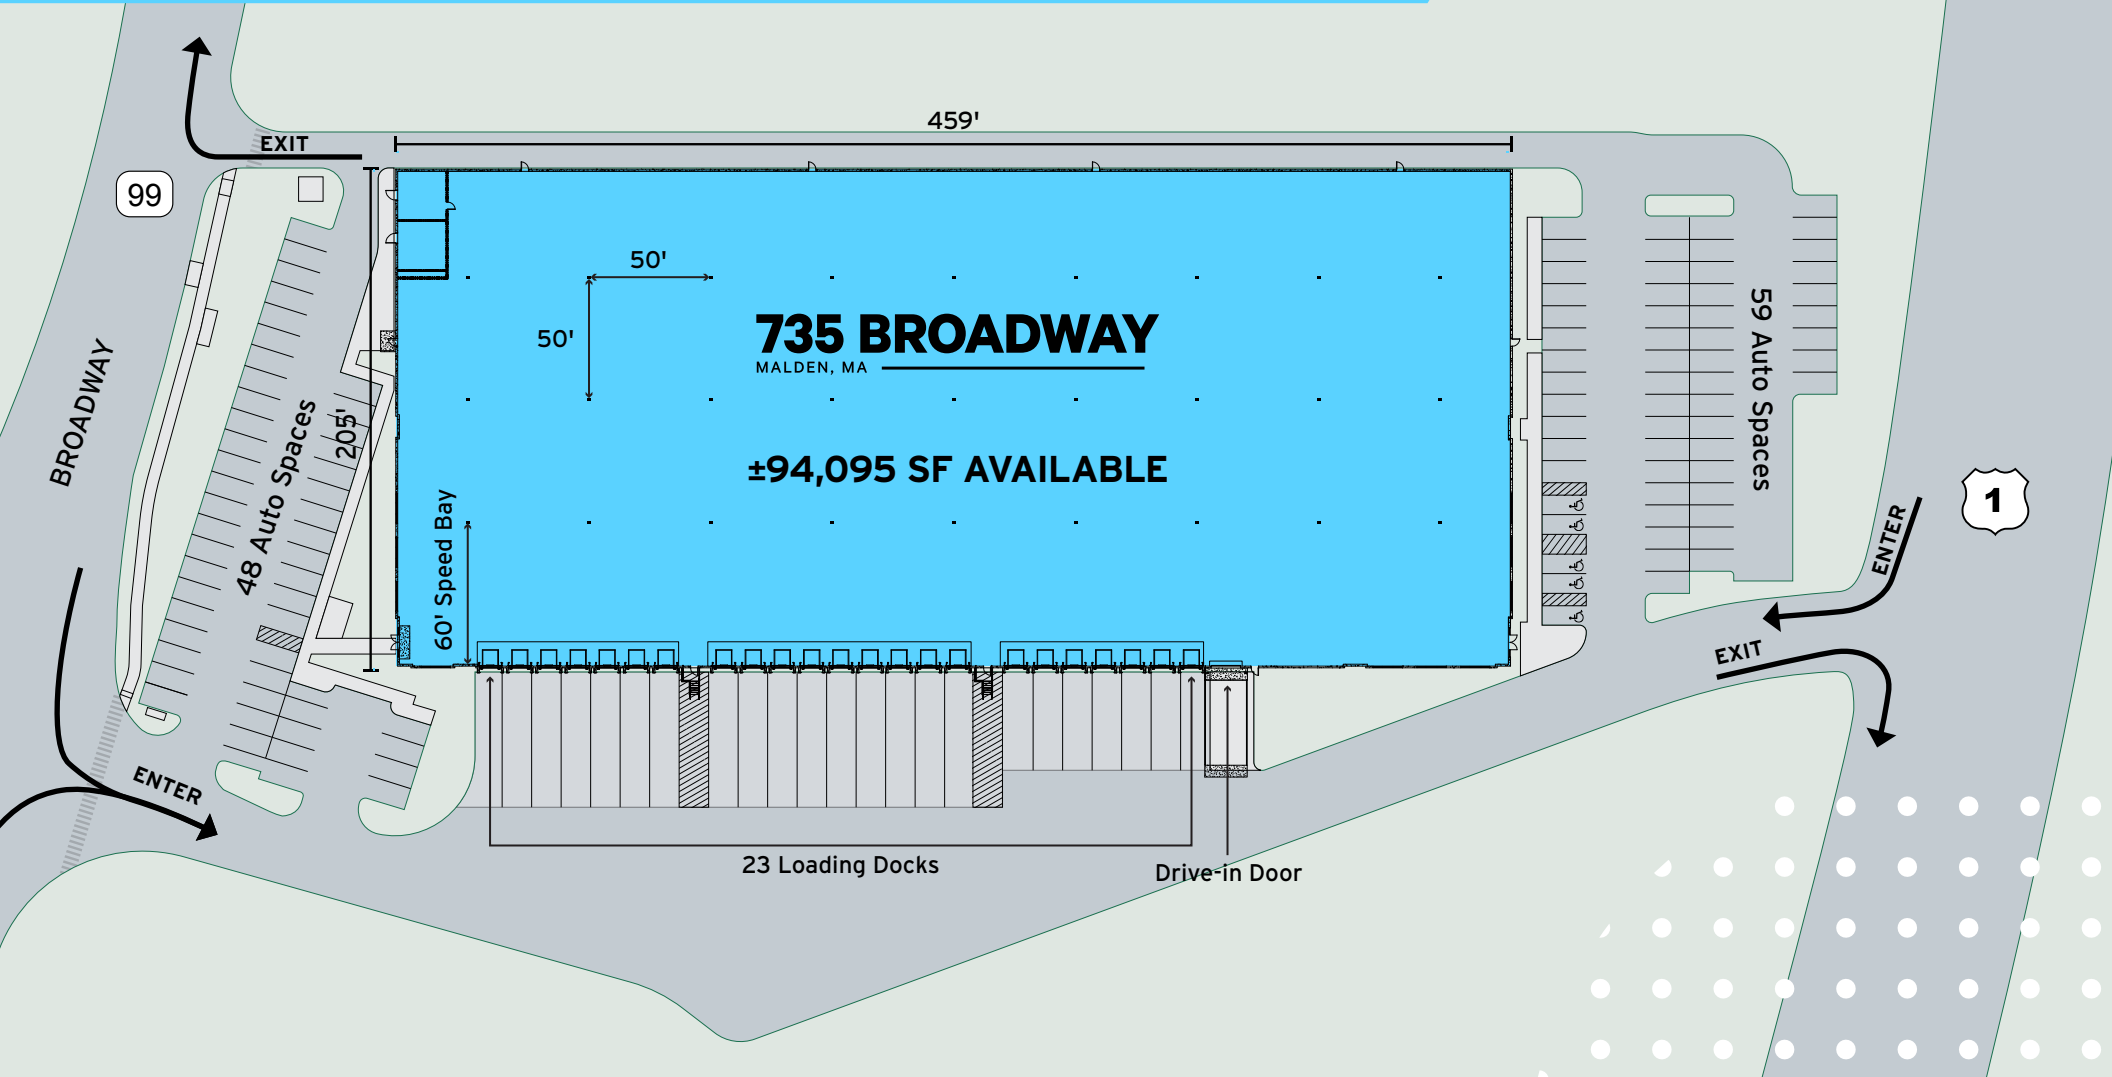 459'
EXIT
99
50'
50'
735 BROADWAY
MALDEN, MA
±94,095 SF AVAILABLE
BROADWAY
48 Auto Spaces
205'
60' Speed Bay
59 Auto Spaces
1
ENTER
EXIT
ENTER
23 Loading Docks
Drive-in Door